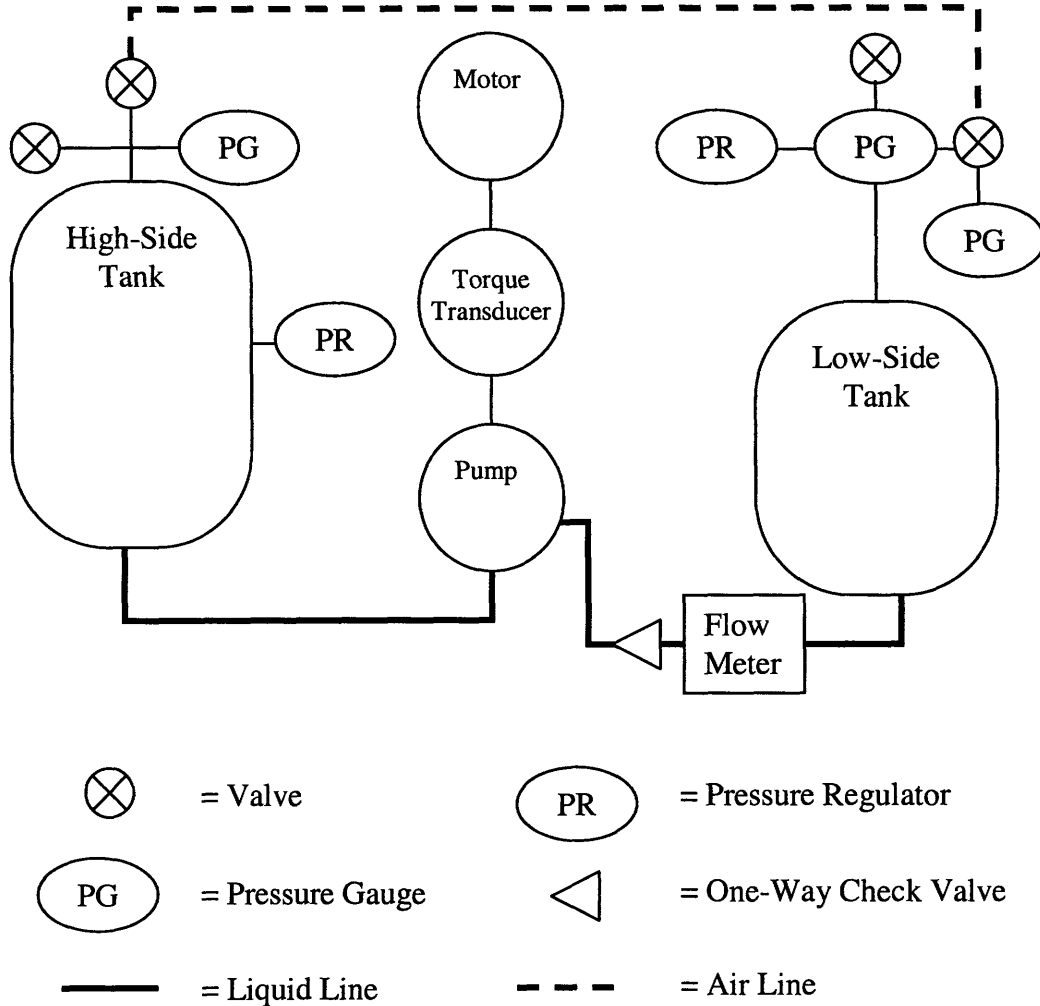 Motor
PG
PR
PG
PG
High-Side
Tank
Torque
Transducer
PR
Low-Side
Tank
Pump
Flow
Meter
= Valve
PR
= Pressure Regulator
PG
= Pressure Gauge
= One-Way Check Valve
= Liquid Line
= Air Line